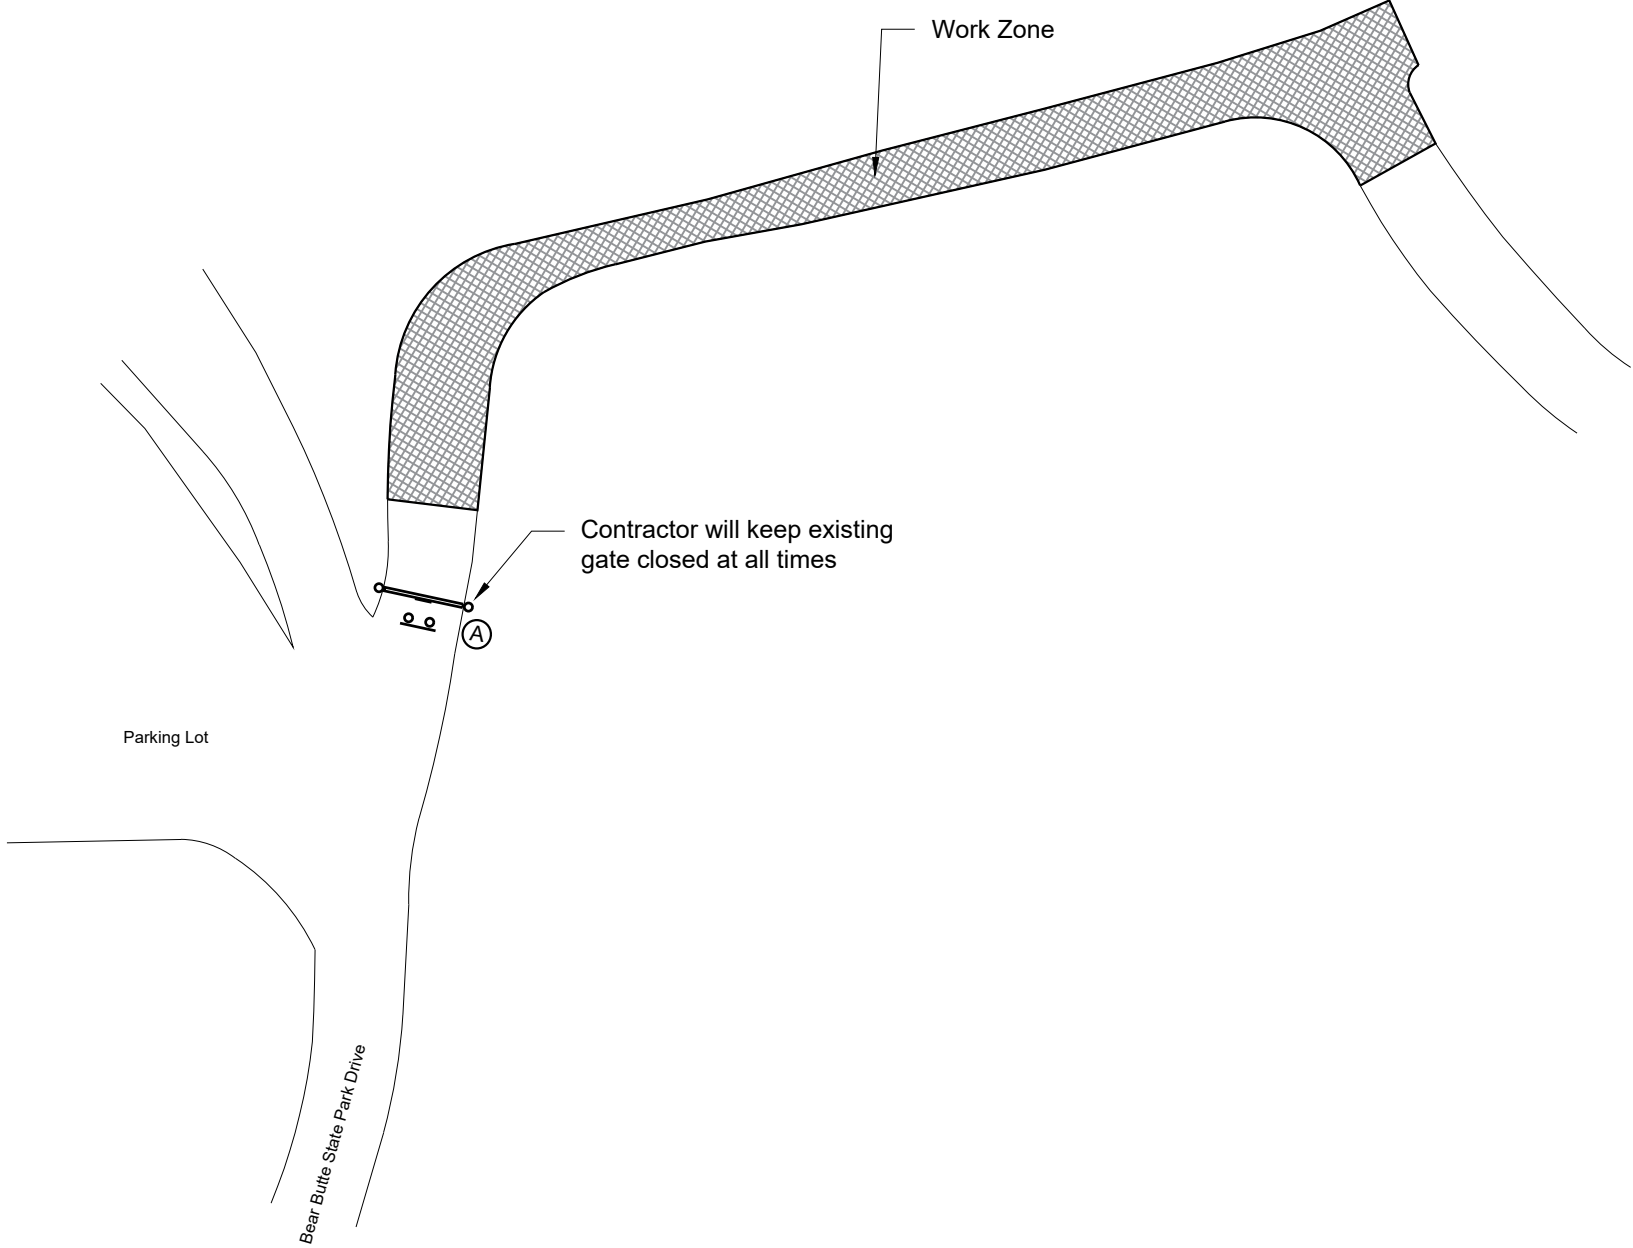 Work Zone
Contractor will keep existing
gate closed at all times
A
Parking Lot
Bear Butte State Park Drive